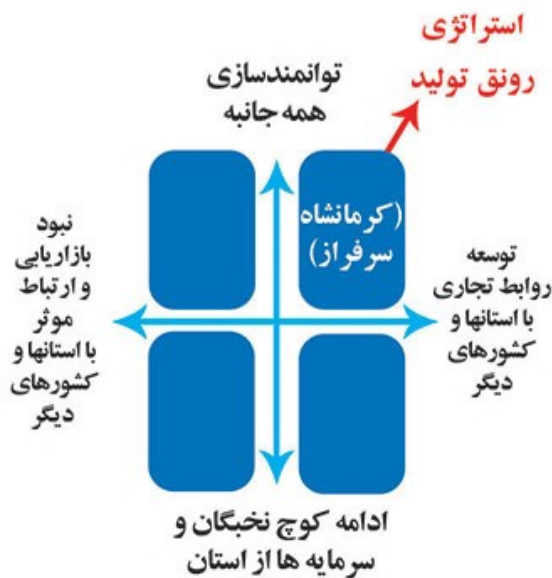 استراتژی
رونق تولید
توانمندسازی
همه جانبه
(کرمانشاه
سرفراز)
توسعه
روابط تجاری
با استانها و
کشورهای
دیگر
نبود
بازاریابی
و ارتباط
موثر
با استانها و
کشورهای
دیگر
ادامه کوچ نخبگان و
سرمایه ها از استان